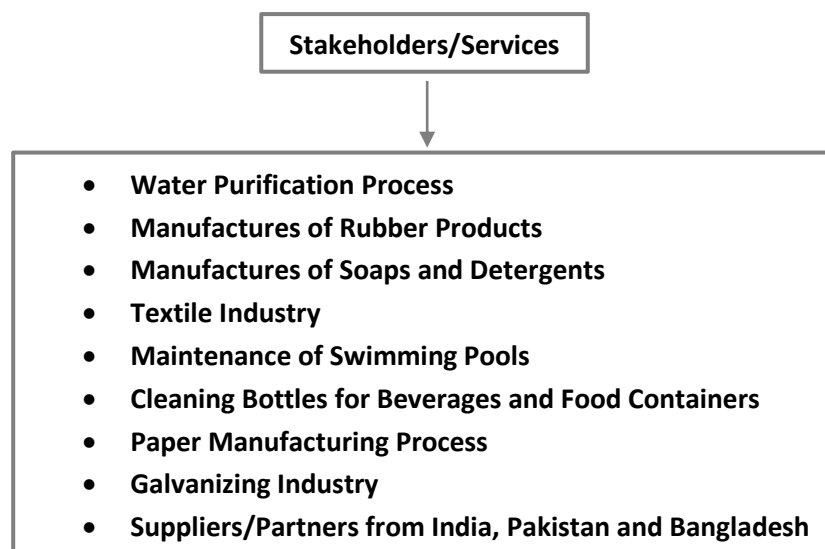 Stakeholders/Services
• Water Purification Process
• Manufactures of Rubber Products
• Manufactures of Soaps and Detergents
• Textile Industry
• Maintenance of Swimming Pools
• Cleaning Bottles for Beverages and Food Containers
• Paper Manufacturing Process
• Galvanizing Industry
• Suppliers/Partners from India, Pakistan and Bangladesh